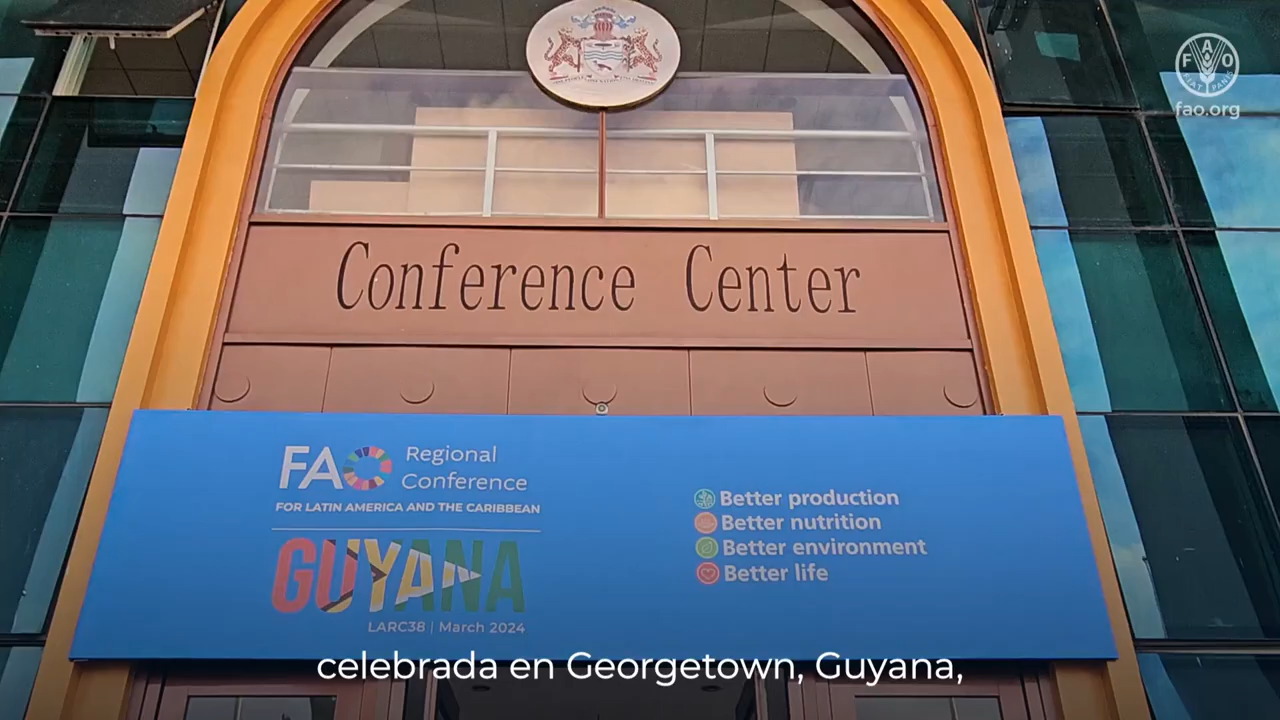 FAO
fao.org
Conference Center
FAO Regional
Conference
FOR LATIN AMERICA AND THE CARIBBEAN
GUYANA
LARC38 | March 2024
Better production
Better nutrition
Better environment
Better life
celebrada en Georgetown, Guyana,